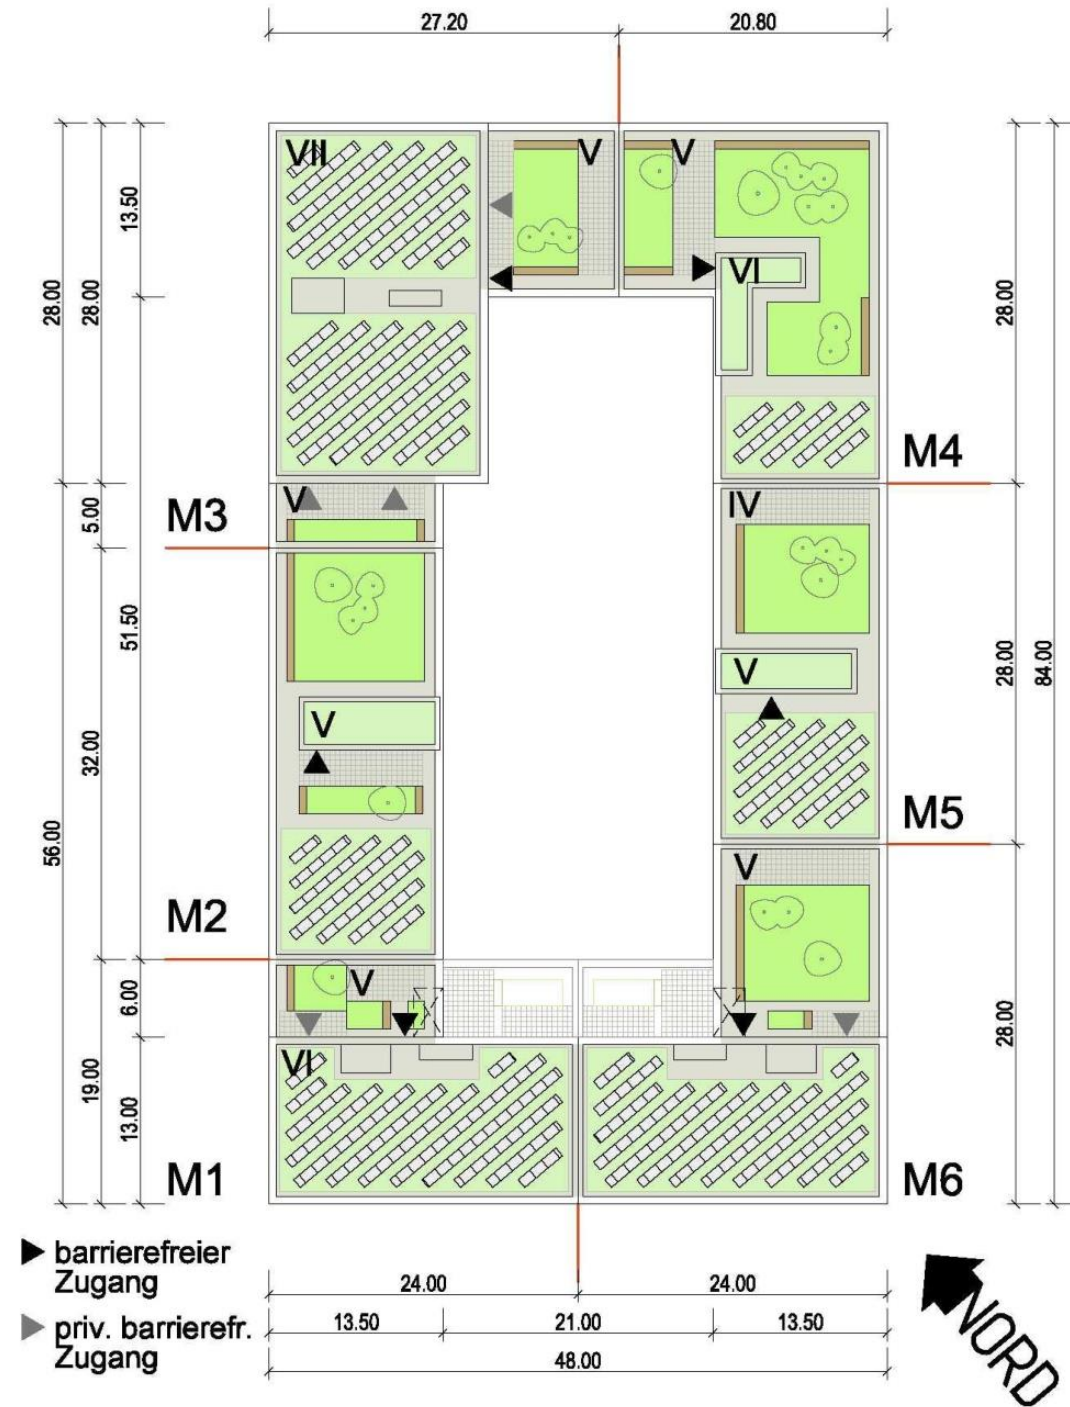 27.20
20.80
VII
V
V
13.50
VI
28.00
28.00
28.00
M4
V
IV
5.00
M3
51.50
V
V
28.00
84.00
32.00
56.00
M5
V
M2
V
6.00
28.00
VI
19.00
13.00
M1
M6
barrierefreier
Zugang
24.00
24.00
priv. barrierefr.
Zugang
13.50
21.00
13.50
48.00
NORD